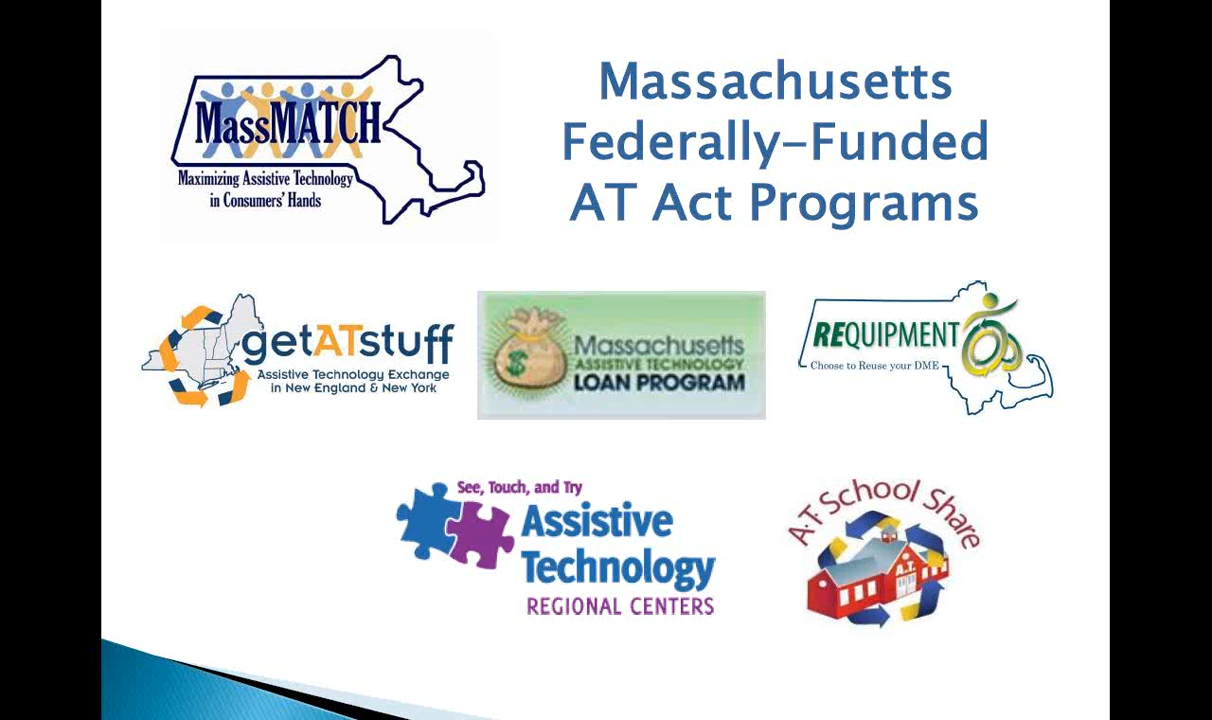 MassMATCH
Maximizing Assistive Technology
in Consumers' Hands
Massachusetts
Federally-Funded
AT Act Programs
getATstuff
Assistive Technology Exchange
in New England & New York
$
Massachusetts
ASSISTIVE TECHNOLOGY
LOAN PROGRAM
REQUIPMENT
Choose to Reuse your DME
See, Touch, and Try
Assistive
Technology
REGIONAL CENTERS
A·T· School Share
A.T.